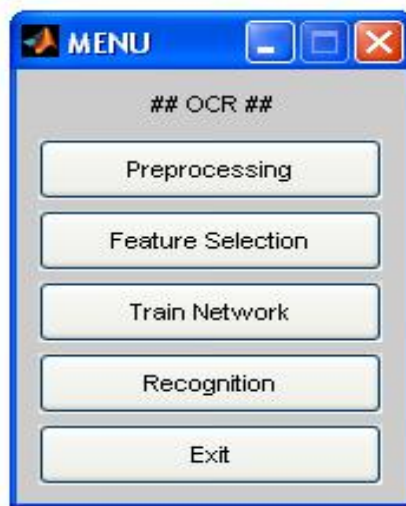 MENU
## OCR ##
Preprocessing
Feature Selection
Train Network
Recognition
Exit